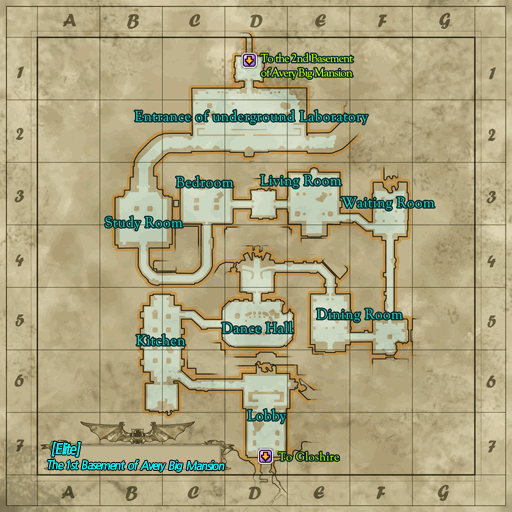 A B C D E F G
1 1
To the 2nd Basement
of Avery Big Mansion
2 2
Entrance of underground Laboratory
3 3
Bedroom
Living Room
Waiting Room
Study Room
4 4
5 5
Dining Room
Dance Hall
Kitchen
6 6
Lobby
7 7
[Elite]
To Gloshire
The 1st Basement of Avery Big Mansion
A B C D E F G